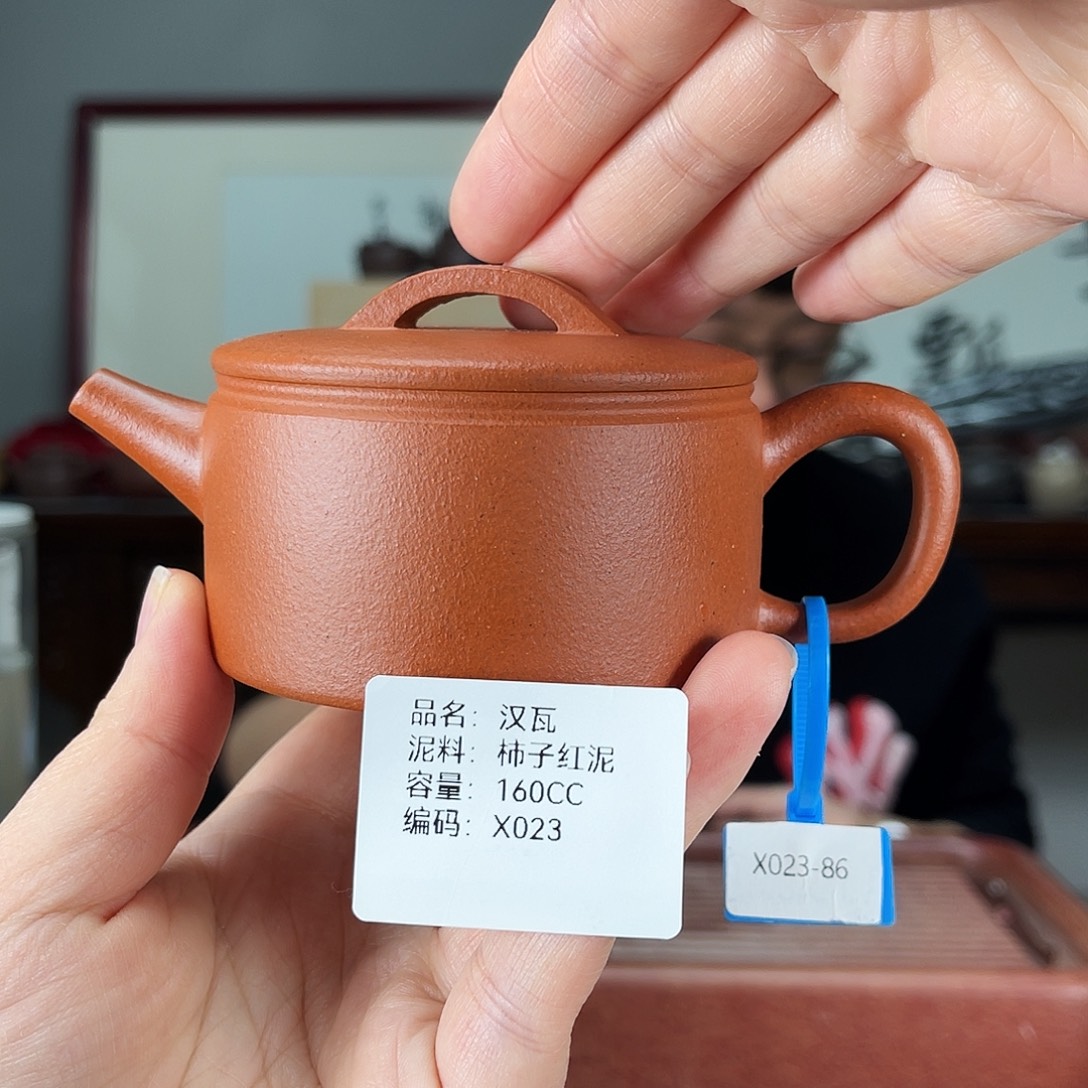 品名: 汉瓦
泥料: 柿子红泥
容量: 160CC
编码: X023
X023-86